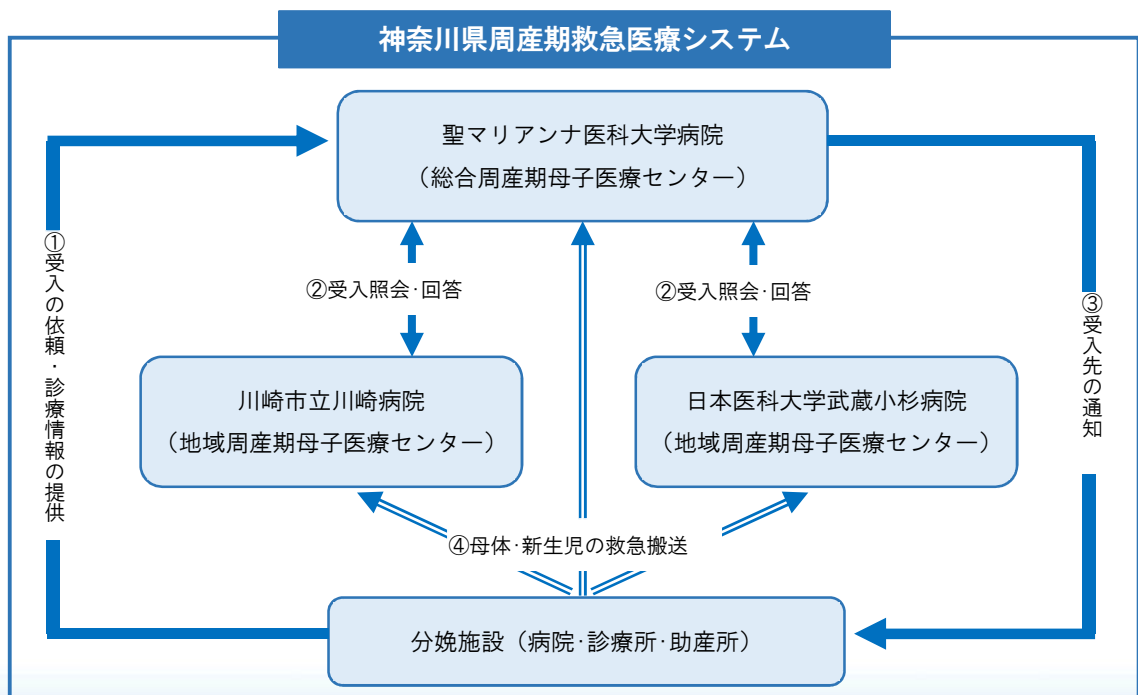 神奈川県周産期救急医療システム
聖マリアンナ医科大学病院
（総合周産期母子医療センター）
①受入の依頼・診療情報の提供
②受入照会･回答
②受入照会･回答
③受入先の通知
川崎市立川崎病院
（地域周産期母子医療センター）
日本医科大学武蔵小杉病院
（地域周産期母子医療センター）
④母体･新生児の救急搬送
分娩施設（病院･診療所･助産所）